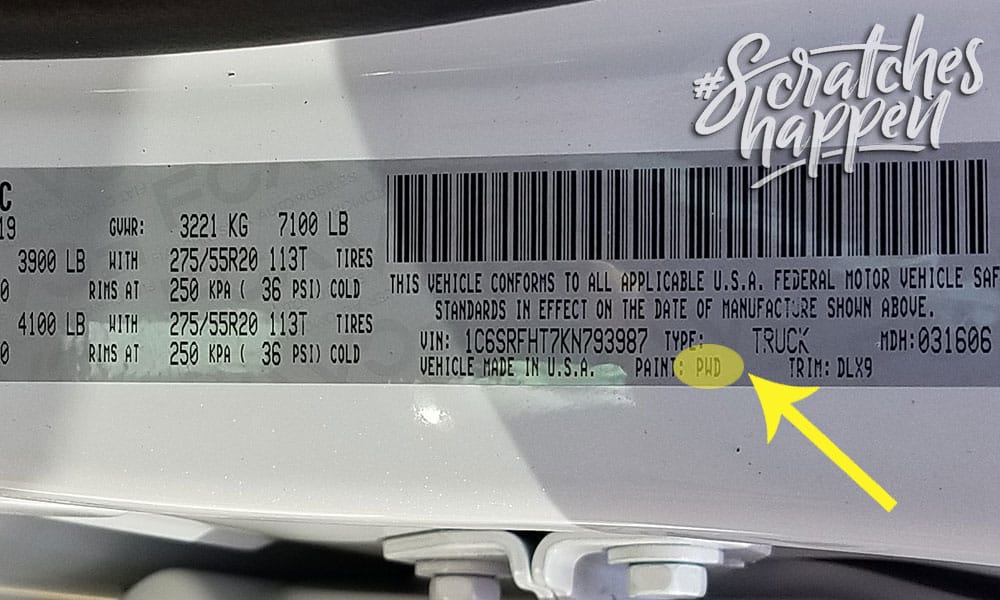 #Scratches
happen
C
19 GVWR: 3221 KG 7100 LB
3900 LB WITH 275/55R20 113T TIRES
0 RIMS AT 250 KPA ( 36 PSI) COLD
4100 LB WITH 275/55R20 113T TIRES
0 RIMS AT 250 KPA ( 36 PSI) COLD
THIS VEHICLE CONFORMS TO ALL APPLICABLE U.S.A. FEDERAL MOTOR VEHICLE SAF
STANDARDS IN EFFECT ON THE DATE OF MANUFACTURE SHOWN ABOVE.
VIN: 1C6SRFHT7KN793987 TYPE: TRUCK MDH:031606
VEHICLE MADE IN U.S.A. PAINT: PWD TRIM: DLX9